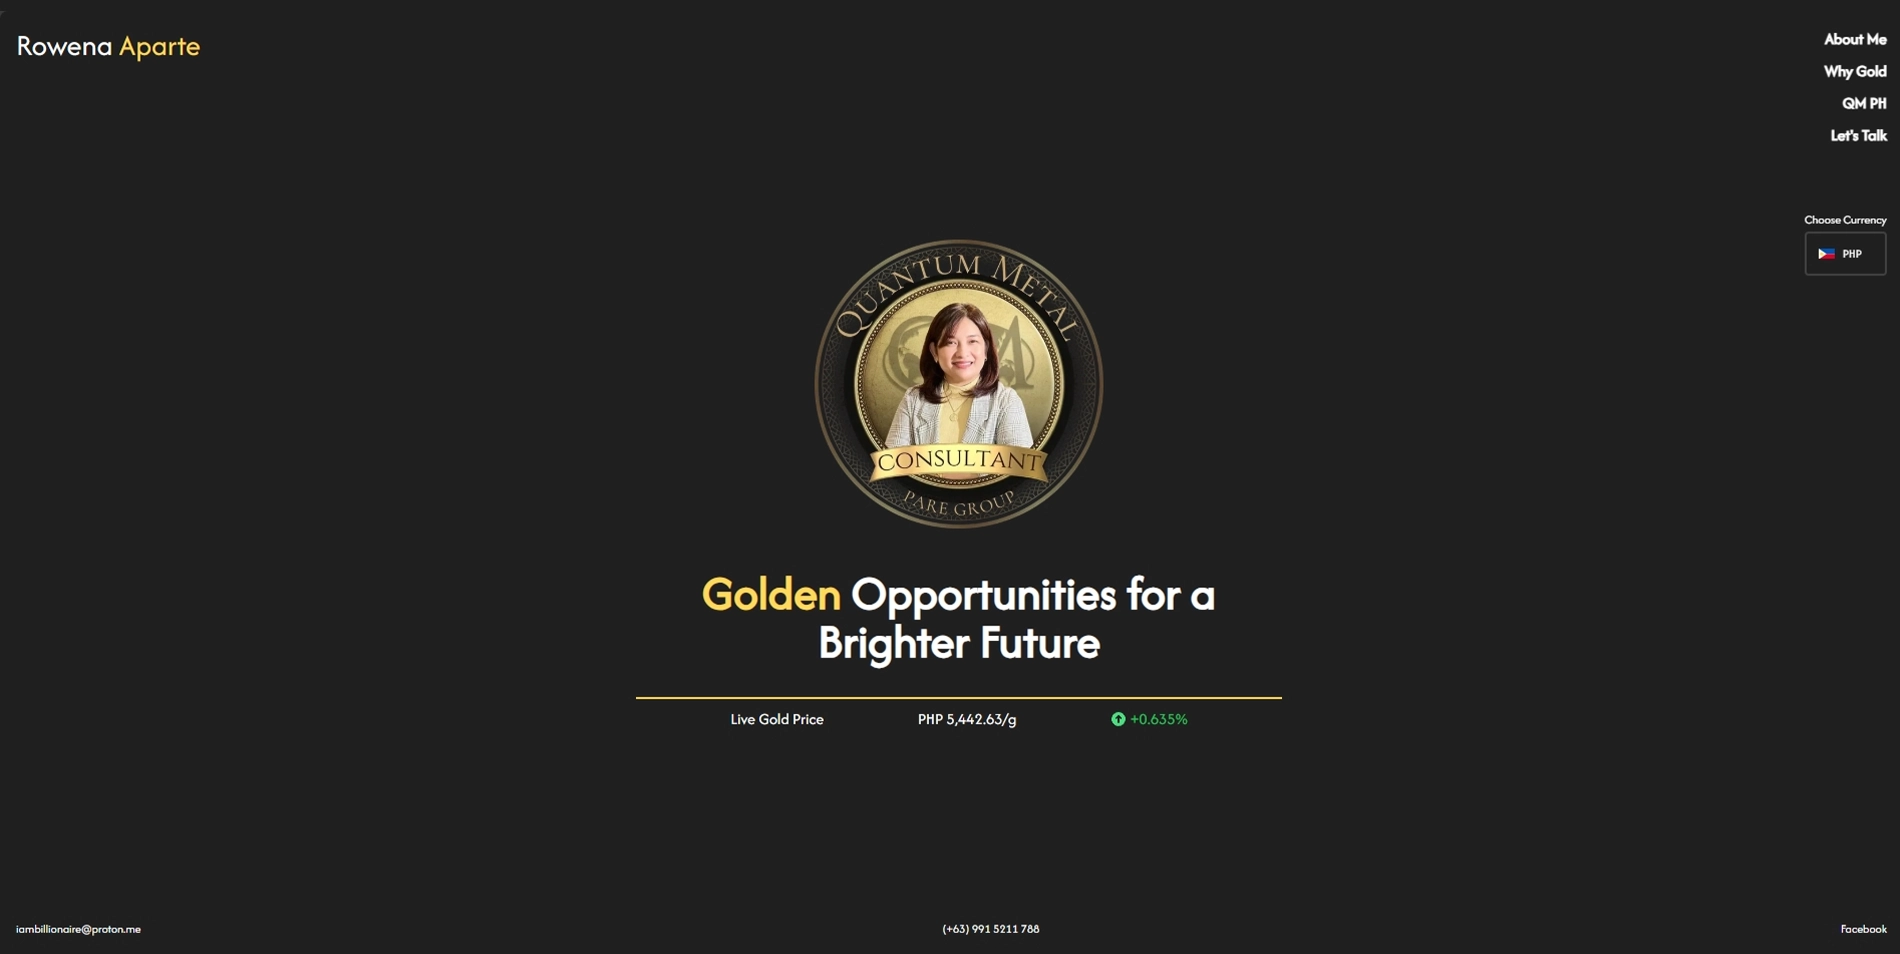 Rowena Aparte
About Me
Why Gold
QM PH
Let's Talk
Choose Currency
PHP
QUANTUM METAL
CONSULTANT
PARE GROUP
Golden Opportunities for a
Brighter Future
Live Gold Price PHP 5,442.63/g +0.635%
iambillionaire@proton.me (+63) 991 5211 788 Facebook